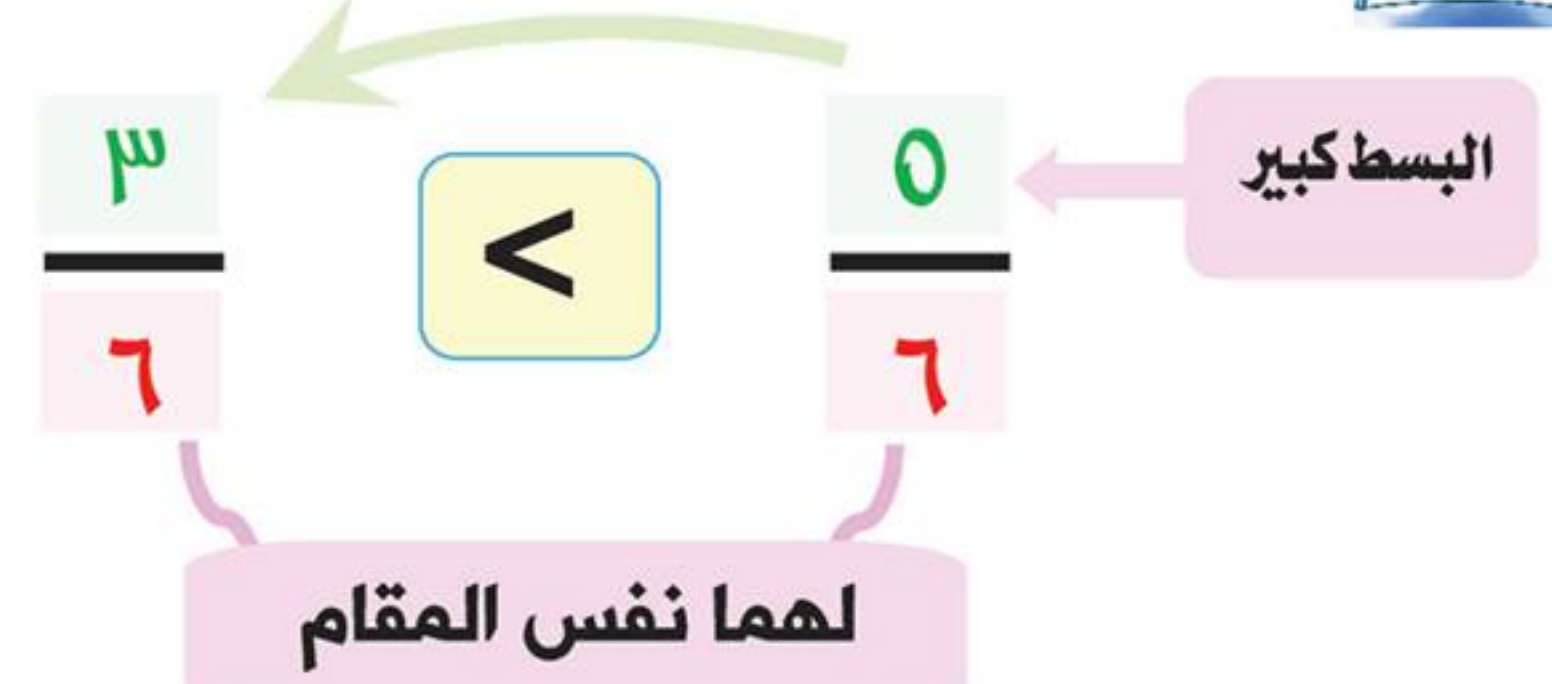 ٥ < ٣
البسط كبير
٦ ٦
لهما نفس المقام